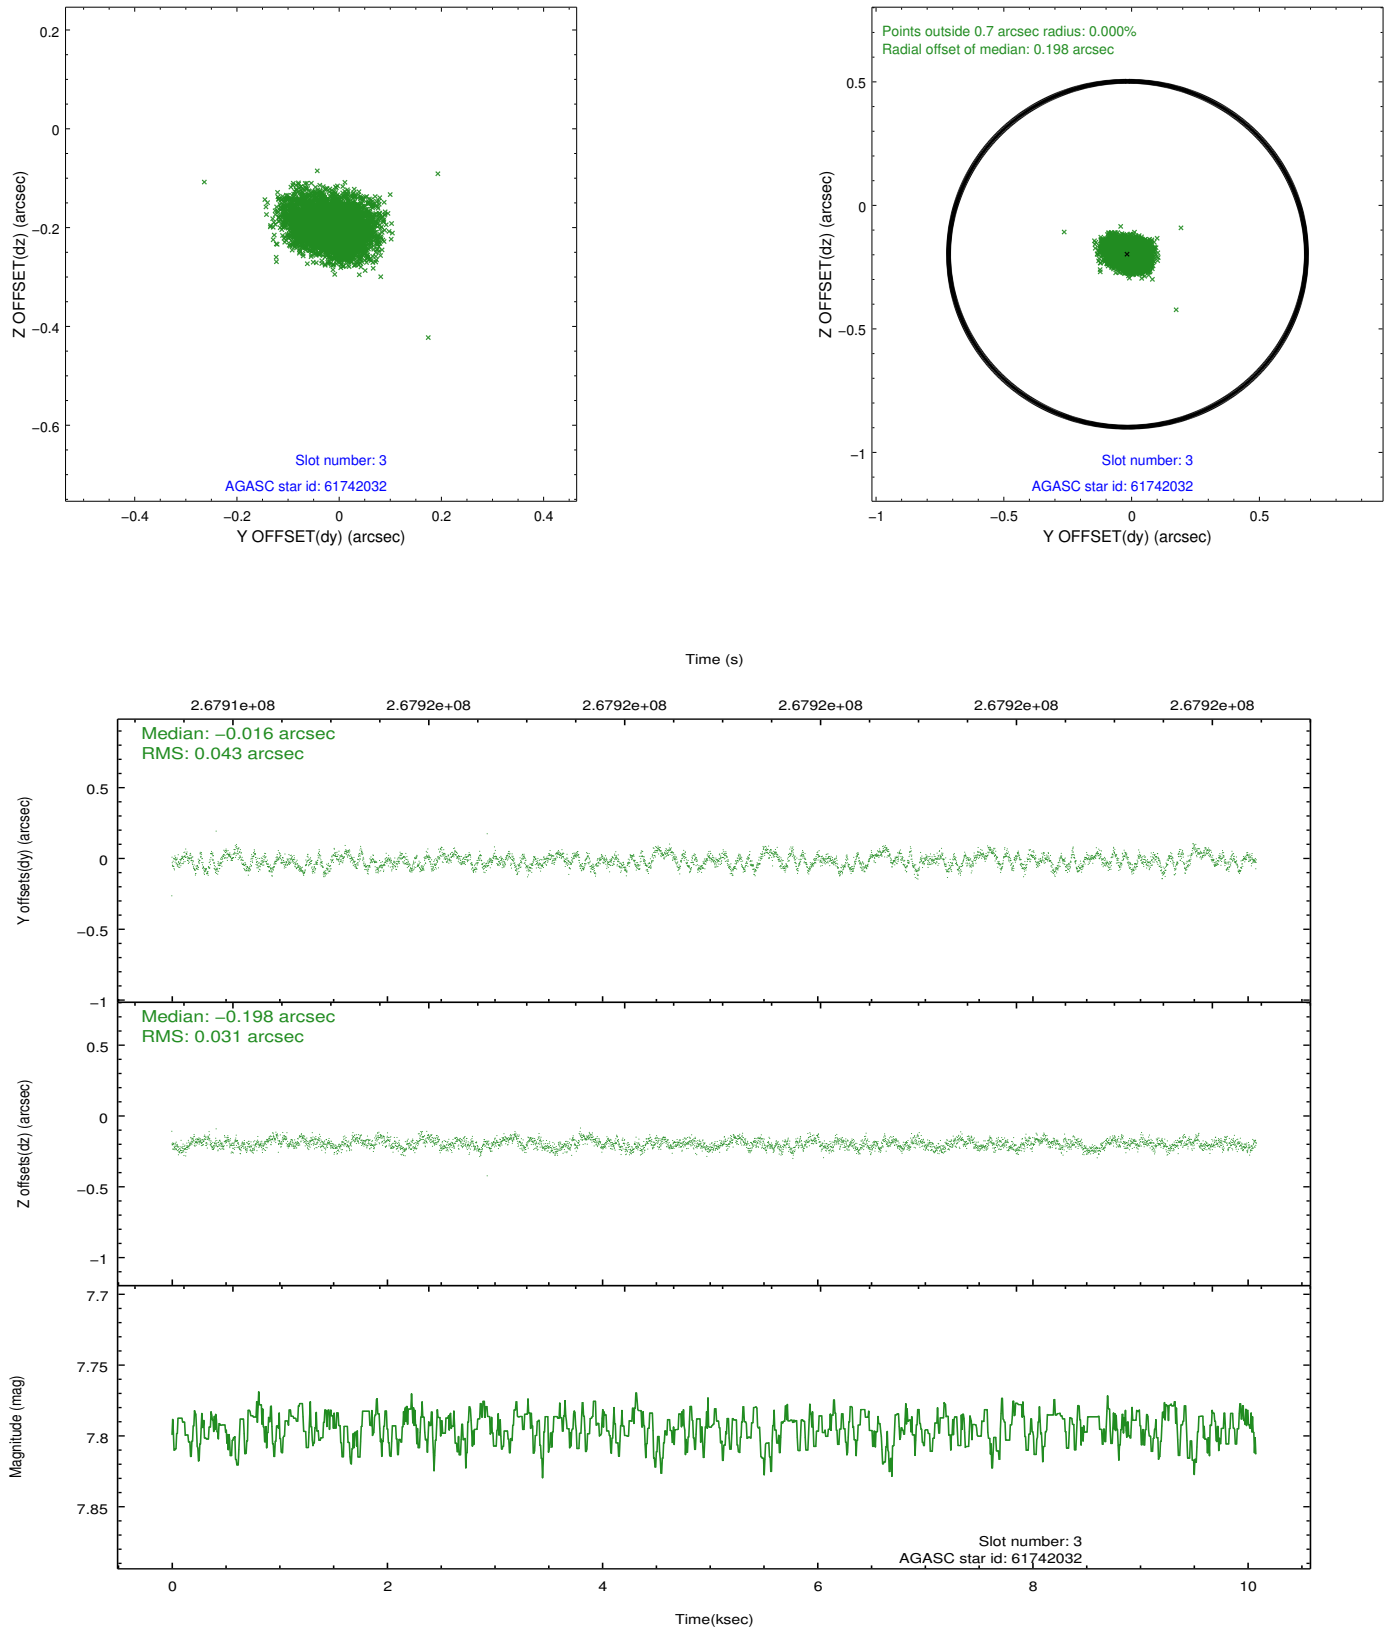 0.2
0
−0.2
−0.4
−0.6
Z OFFSET(dz) (arcsec)
Slot number: 3
AGASC star id: 61742032
−0.4
−0.2
0
0.2
0.4
Y OFFSET(dy) (arcsec)
Points outside 0.7 arcsec radius: 0.000%
Radial offset of median: 0.198 arcsec
0.5
0
−0.5
−1
Z OFFSET(dz) (arcsec)
Slot number: 3
AGASC star id: 61742032
−1
−0.5
0
0.5
Y OFFSET(dy) (arcsec)
Time (s)
2.6791e+08
2.6792e+08
2.6792e+08
2.6792e+08
2.6792e+08
2.6792e+08
Median: −0.016 arcsec
RMS: 0.043 arcsec
0.5
0
−0.5
−1
Y offsets(dy) (arcsec)
Median: −0.198 arcsec
RMS: 0.031 arcsec
0.5
0
−0.5
−1
Z offsets(dz) (arcsec)
7.7
7.75
7.8
7.85
Magnitude (mag)
Slot number: 3
AGASC star id: 61742032
0
2
4
6
8
10
Time(ksec)